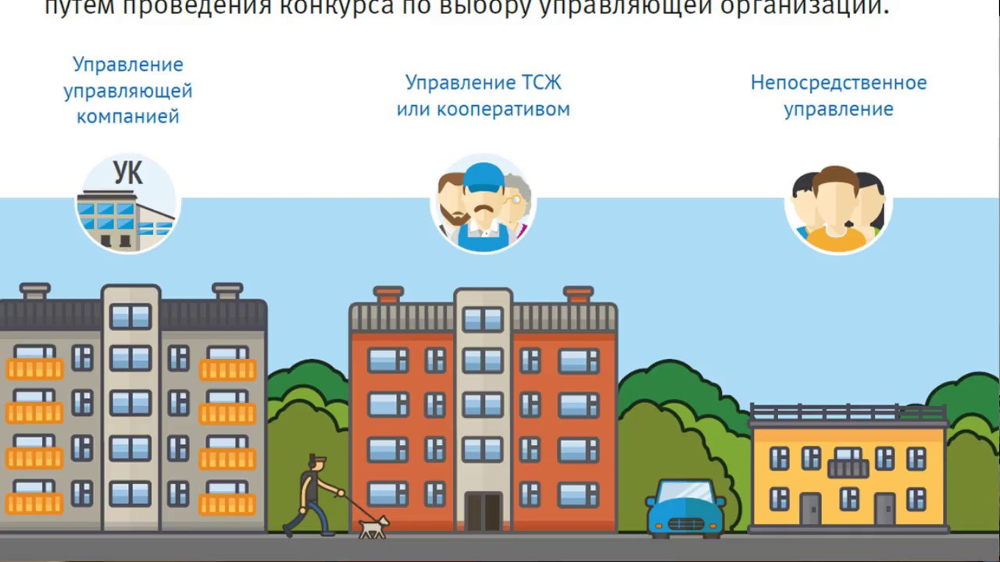 путем проведения конкурса по выбору управляющей организации.
Управление
управляющей
компанией
Управление ТСЖ
или кооперативом
Непосредственное
управление
УК